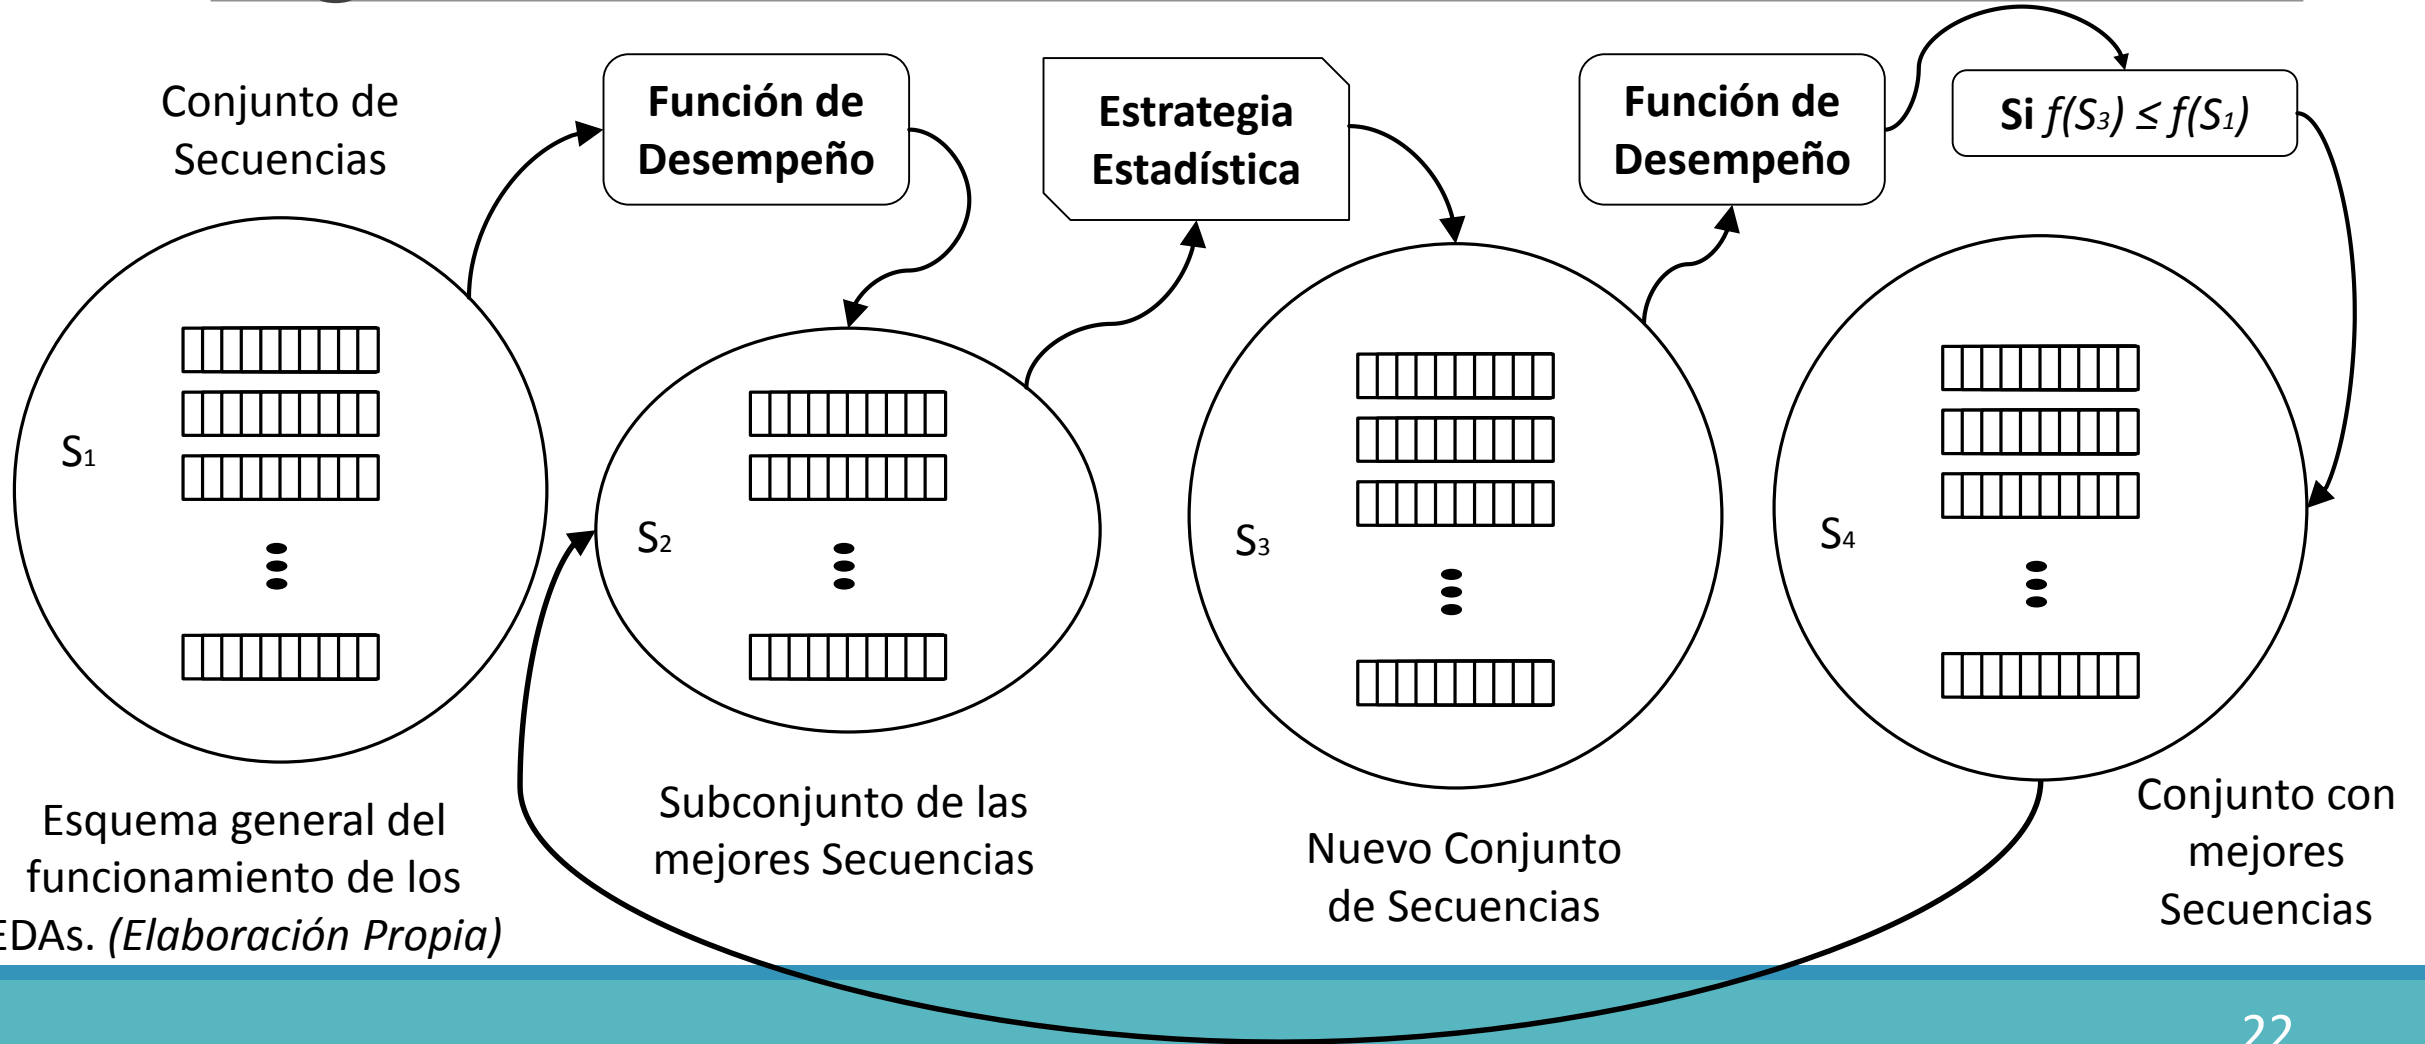 Conjunto de
Secuencias
Función de
Desempeño
Estrategia
Estadística
Función de
Desempeño
Si f(S3) ≤ f(S1)
S1
S2
S3
S4
Esquema general del
funcionamiento de los
EDAs. (Elaboración Propia)
Subconjunto de las
mejores Secuencias
Nuevo Conjunto
de Secuencias
Conjunto con
mejores
Secuencias
22